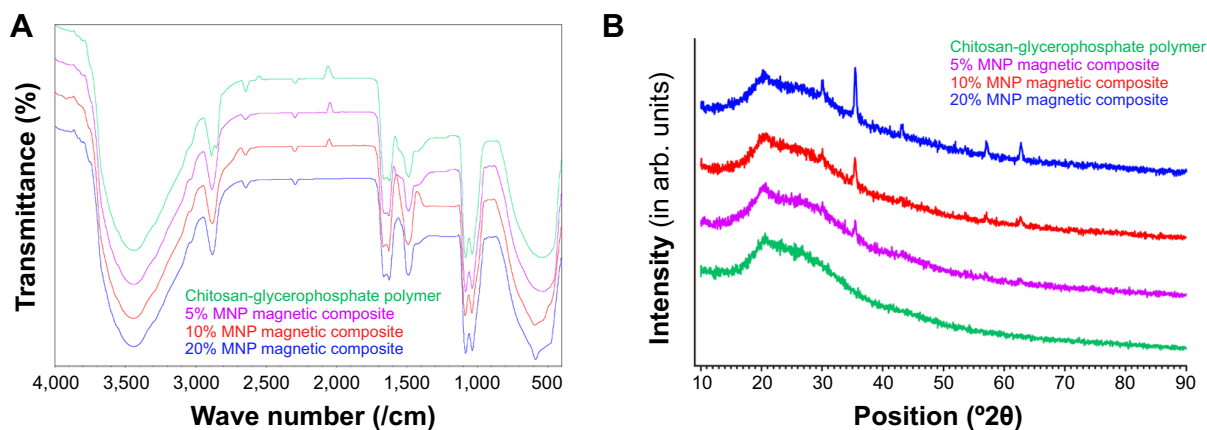 A
Transmittance (%)
Chitosan-glycerophosphate polymer
5% MNP magnetic composite
10% MNP magnetic composite
20% MNP magnetic composite
4,000 3,500 3,000 2,500 2,000 1,500 1,000 500
Wave number (/cm)
B
Intensity (in arb. units)
Chitosan-glycerophosphate polymer
5% MNP magnetic composite
10% MNP magnetic composite
20% MNP magnetic composite
10 20 30 40 50 60 70 80 90
Position (º2θ)